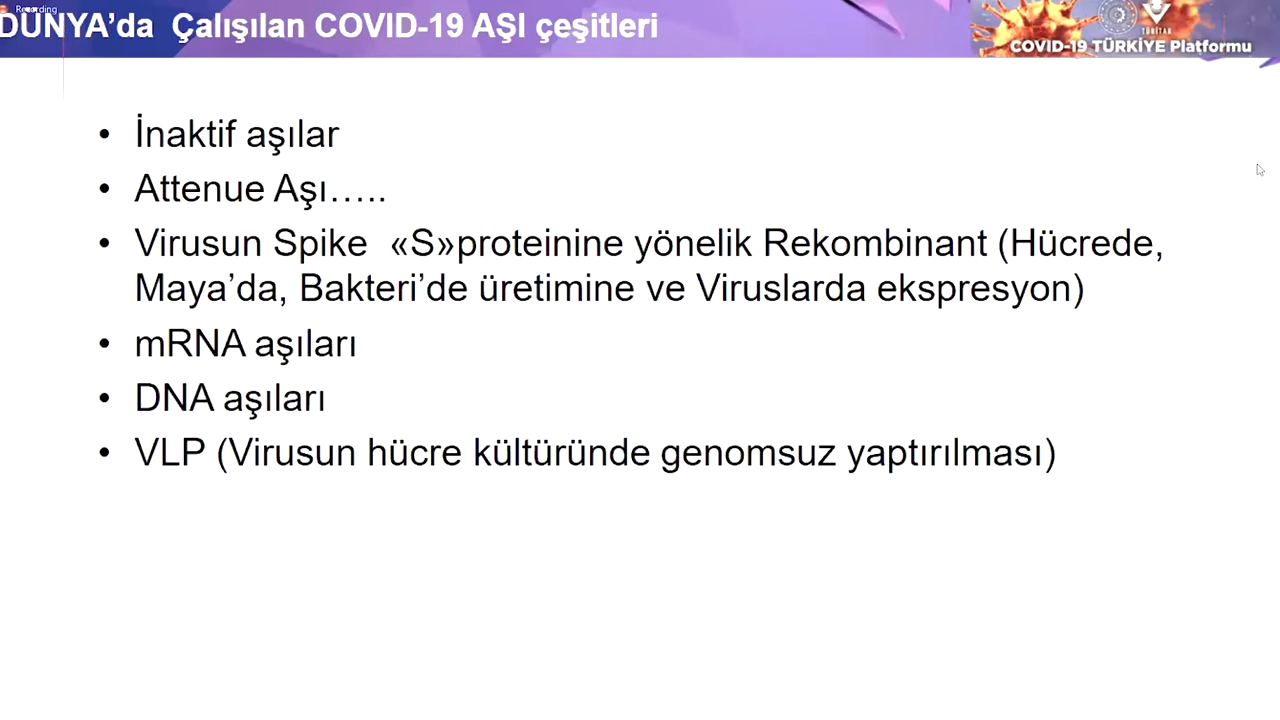 Recording
DÜNYA’da Çalışılan COVID-19 AŞI çeşitleri
TÜBİTAK
COVID-19 TÜRKİYE Platformu
• İnaktif aşılar
• Attenue Aşı…..
• Virusun Spike «S»proteinine yönelik Rekombinant (Hücrede,
Maya’da, Bakteri’de üretimine ve Viruslarda ekspresyon)
• mRNA aşıları
• DNA aşıları
• VLP (Virusun hücre kültüründe genomsuz yaptırılması)